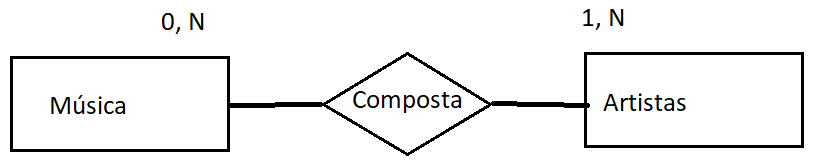 0, N
1, N
Música
Composta
Artistas